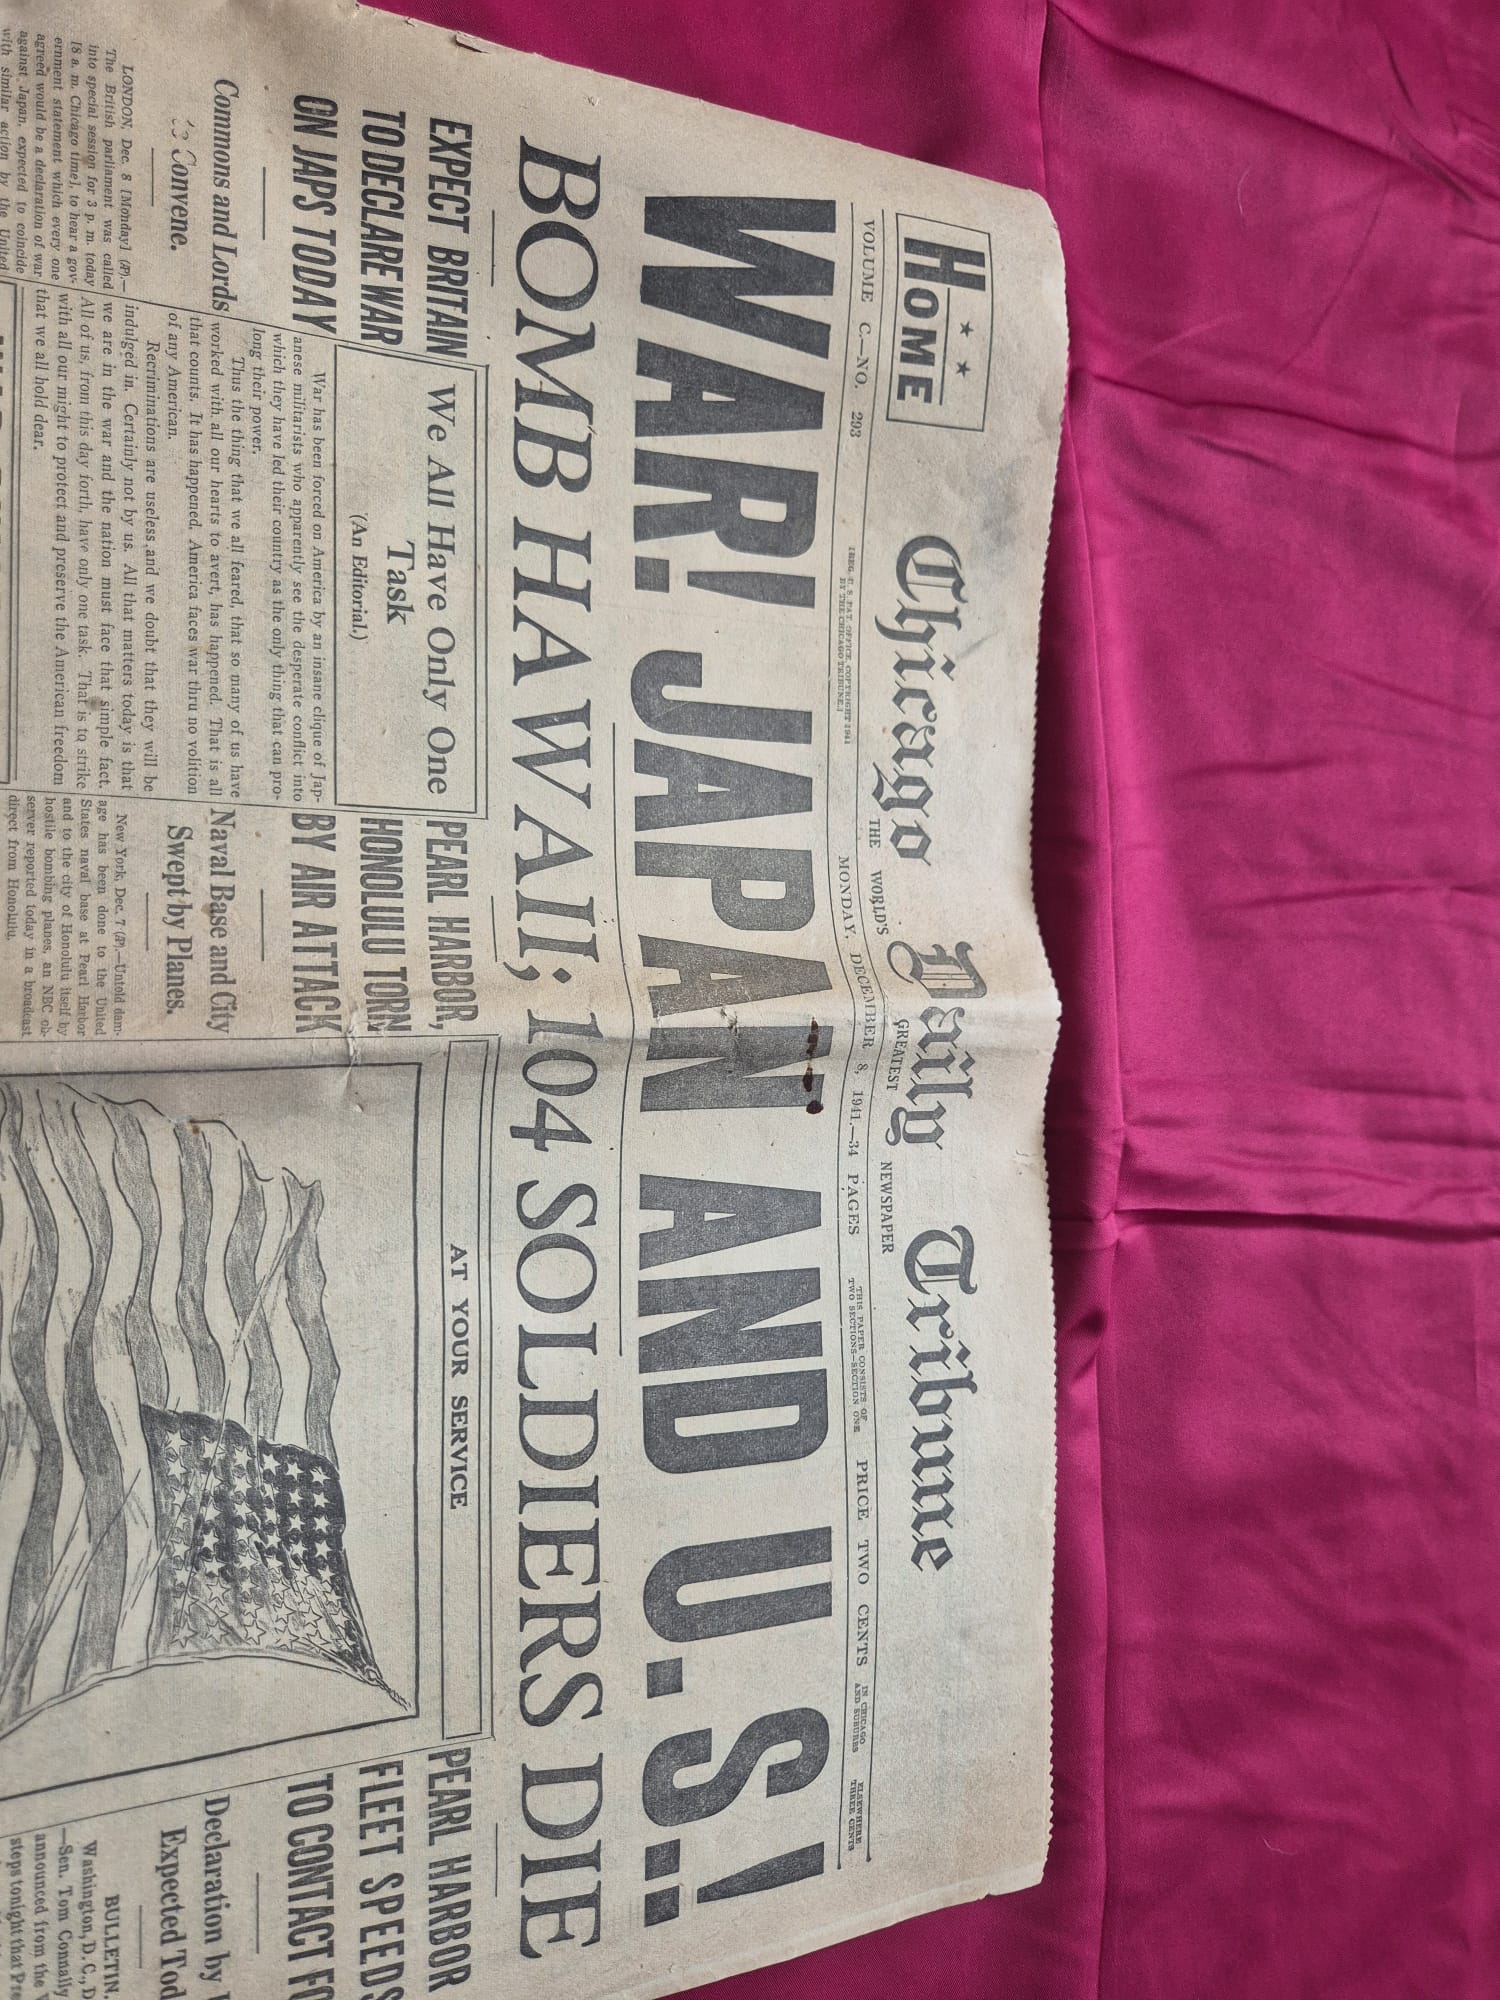 HOME
Chicago Daily Tribune
THE WORLD'S GREATEST NEWSPAPER
VOLUME C.—NO. 293
[REG. U. S. PAT. OFFICE, COPYRIGHT 1941
BY THE CHICAGO TRIBUNE.]
MONDAY, DECEMBER 8, 1941.—34 PAGES
THIS PAPER CONSISTS OF
TWO SECTIONS—SECTION ONE
PRICE TWO CENTS
IN CHICAGO
AND SUBURBS
ELSEWHERE
THREE CENTS
WAR! JAPAN AND U.S.!
BOMB HAWAII; 104 SOLDIERS DIE
EXPECT BRITAIN
TO DECLARE WAR
ON JAPS TODAY
Commons and Lords
to Convene.
LONDON, Dec. 8 [Monday] (AP).—
The British parliament was called
into special session for 3 p. m. today
[8 a. m. Chicago time], to hear a gov-
ernment statement which every one
agreed would be a declaration of war
against Japan, expected to coincide
with similar action by the United
We All Have Only One
Task
(An Editorial.)
War has been forced on America by an insane clique of Jap-
anese militarists who apparently see the desperate conflict into
which they have led their country as the only thing that can pro-
long their power.
Thus the thing that we all feared, that so many of us have
worked with all our hearts to avert, has happened. That is all
that counts. It has happened. America faces war thru no volition
of any American.
Recriminations are useless and we doubt that they will be
indulged in. Certainly not by us. All that matters today is that
we are in the war and the nation must face that simple fact.
All of us, from this day forth, have only one task. That is to strike
with all our might to protect and preserve the American freedom
that we all hold dear.
PEARL HARBOR,
HONOLULU TORN
BY AIR ATTACK
Naval Base and City
Swept by Planes.
New York, Dec. 7 (AP).—Untold dam-
age has been done to the United
States naval base at Pearl Harbor
and to the city of Honolulu itself by
hostile bombing planes, an NBC ob-
server reported today in a broadcast
direct from Honolulu.
AT YOUR SERVICE
PEARL HARBOR
FLEET SPEEDS
TO CONTACT FO
Declaration by
Expected Tod
BULLETIN.
Washington, D. C., D
—Sen. Tom Connally
announced from the
steps tonight that Pre